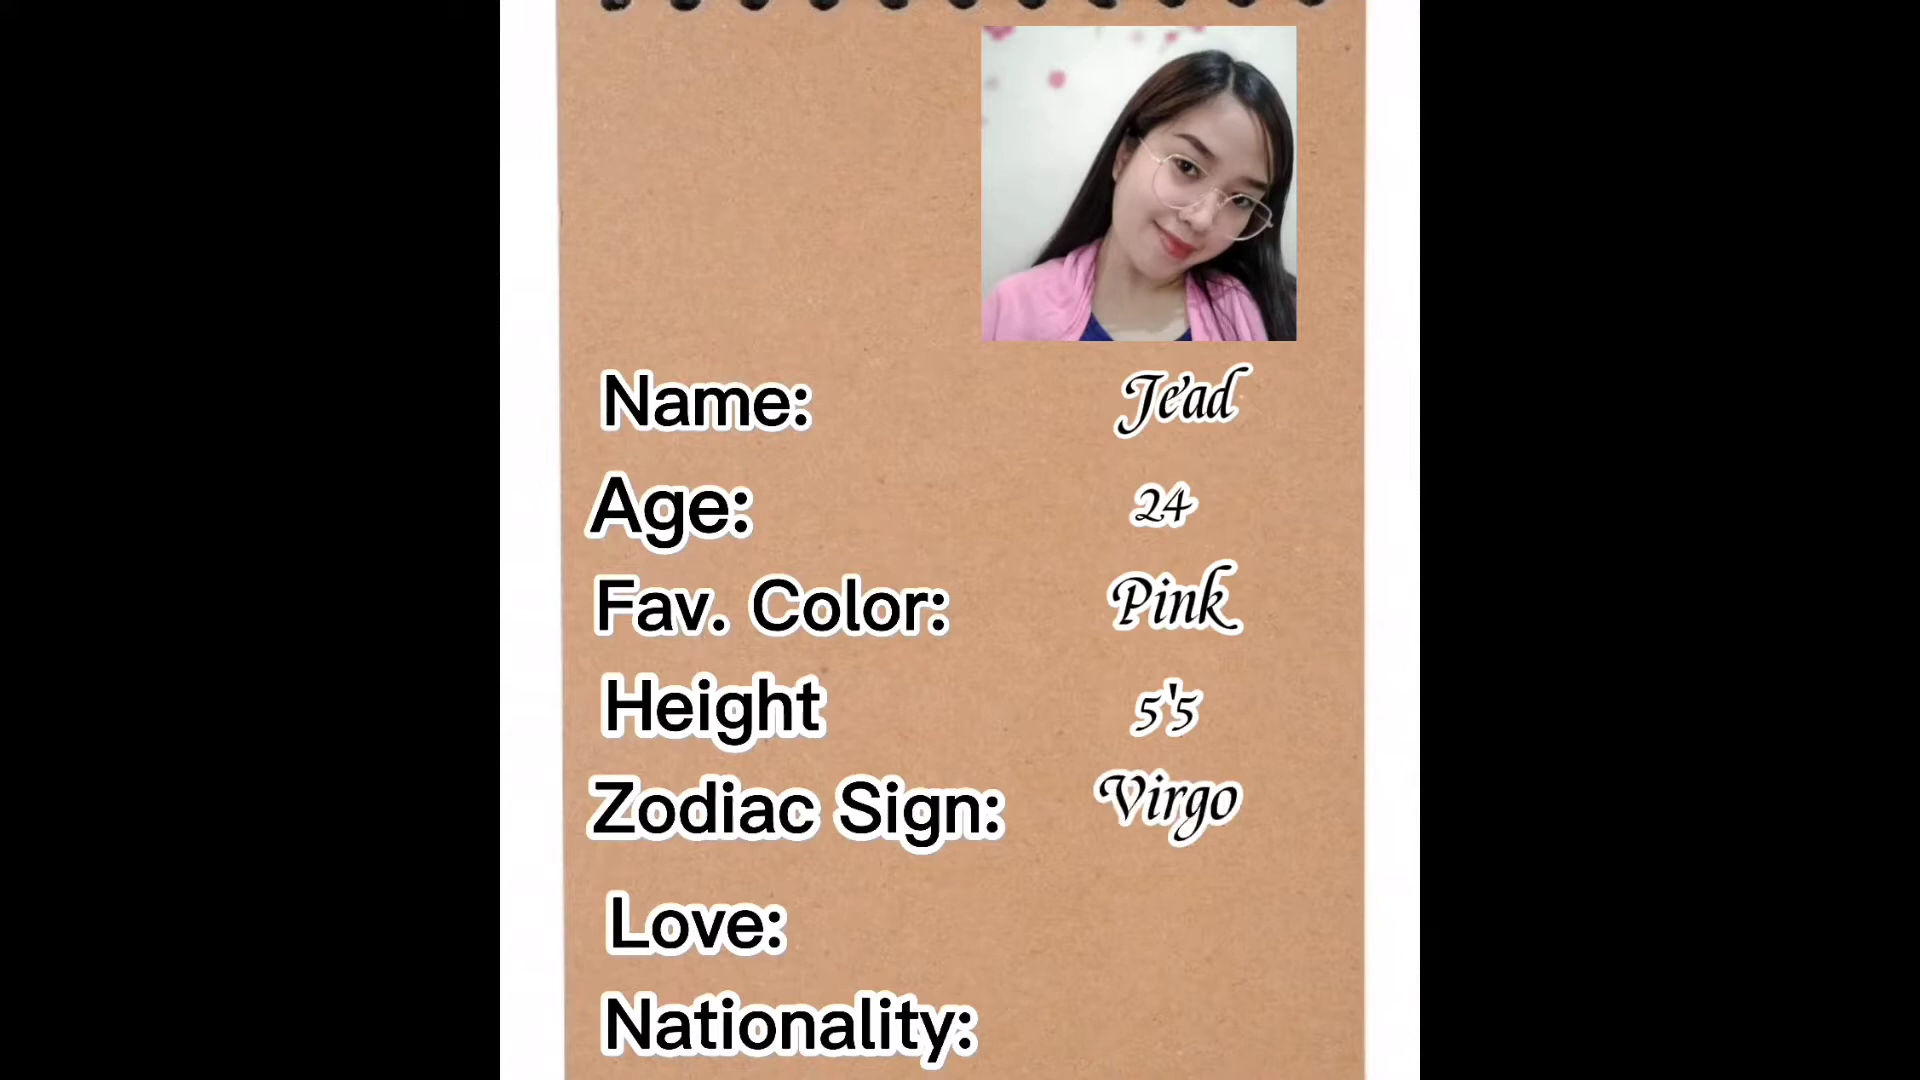 Name: Je'ad
Age: 24
Fav. Color: Pink
Height 5'5
Zodiac Sign: Virgo
Love:
Nationality: